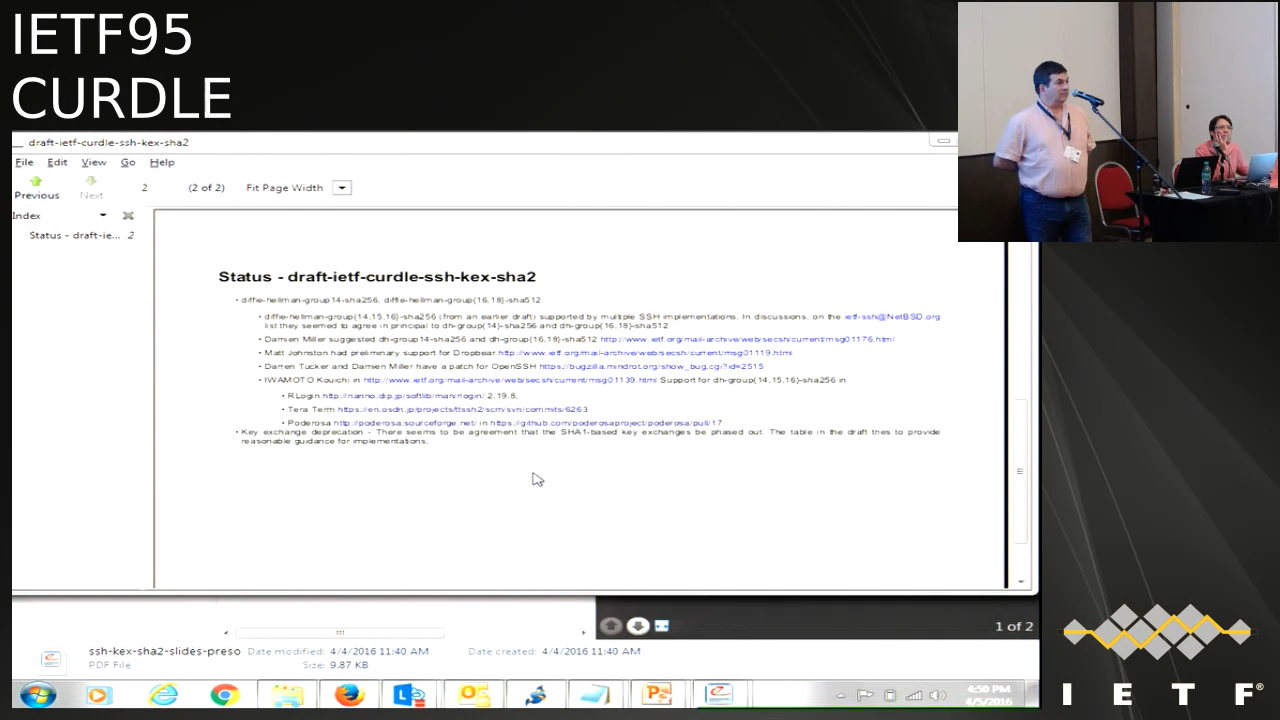 IETF95
CURDLE
draft-ietf-curdle-ssh-kex-sha2
File Edit View Go Help
Previous Next 2 (2 of 2) Fit Page Width
Index
Status - draft-ie... 2
Status - draft-ietf-curdle-ssh-kex-sha2
• diffie-hellman-group14-sha256, diffie-hellman-group{16,18}-sha512
• diffie-hellman-group{14,15,16}-sha256 (from an earlier draft) supported by multiple SSH implementations. In discussions, on the ietf-ssh@NetBSD.org
list they seemed to agree in principal to dh-group{14}-sha256 and dh-group{16,18}-sha512
• Damien Miller suggested dh-group14-sha256 and dh-group{16,18}-sha512 http://www.ietf.org/mail-archive/web/secsh/current/msg01176.html
• Matt Johnston had preliminary support for Dropbear http://www.ietf.org/mail-archive/web/secsh/current/msg01119.html
• Darren Tucker and Damien Miller have a patch for OpenSSH https://bugzilla.mindrot.org/show_bug.cgi?id=2515
• IWAMOTO Kouichi in http://www.ietf.org/mail-archive/web/secsh/current/msg01139.html Support for dh-group{14,15,16}-sha256 in
• RLogin http://nanno.dip.jp/softlib/man/rlogin/ 2.19.8,
• Tera Term https://en.osdn.jp/projects/ttssh2/scm/svn/commits/6263
• Poderosa http://poderosa.sourceforge.net/ in https://github.com/poderosaproject/poderosa/pull/17
• Key exchange deprecation - There seems to be agreement that the SHA1-based key exchanges be phased out. The table in the draft tries to provide
reasonable guidance for implementations.
1 of 2
ssh-kex-sha2-slides-preso Date modified: 4/4/2016 11:40 AM Date created: 4/4/2016 11:40 AM
PDF File Size: 9.87 KB
4:50 PM
4/5/2016
I E T F®